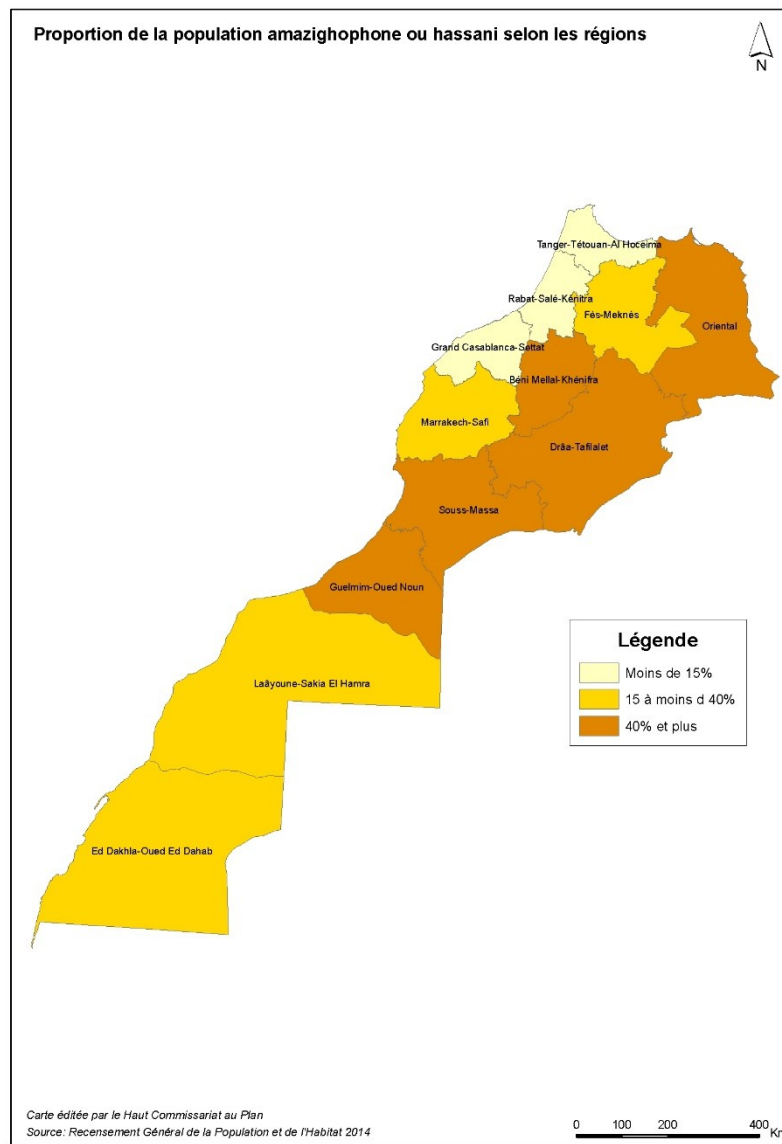 Proportion de la population amazighophone ou hassani selon les régions
N
Tanger-Tétouan-Al Hoceima
Rabat-Salé-Kénitra
Fés-Meknés
Oriental
Grand Casablanca-Settat
Béni Mellal-Khénifra
Marrakech-Safi
Drâa-Tafilalet
Souss-Massa
Guelmim-Oued Noun
Laâyoune-Sakia El Hamra
Ed Dakhla-Oued Ed Dahab
Légende
Moins de 15%
15 à moins d 40%
40% et plus
Carte éditée par le Haut Commissariat au Plan
Source: Recensement Général de la Population et de l'Habitat 2014
0 100 200 400